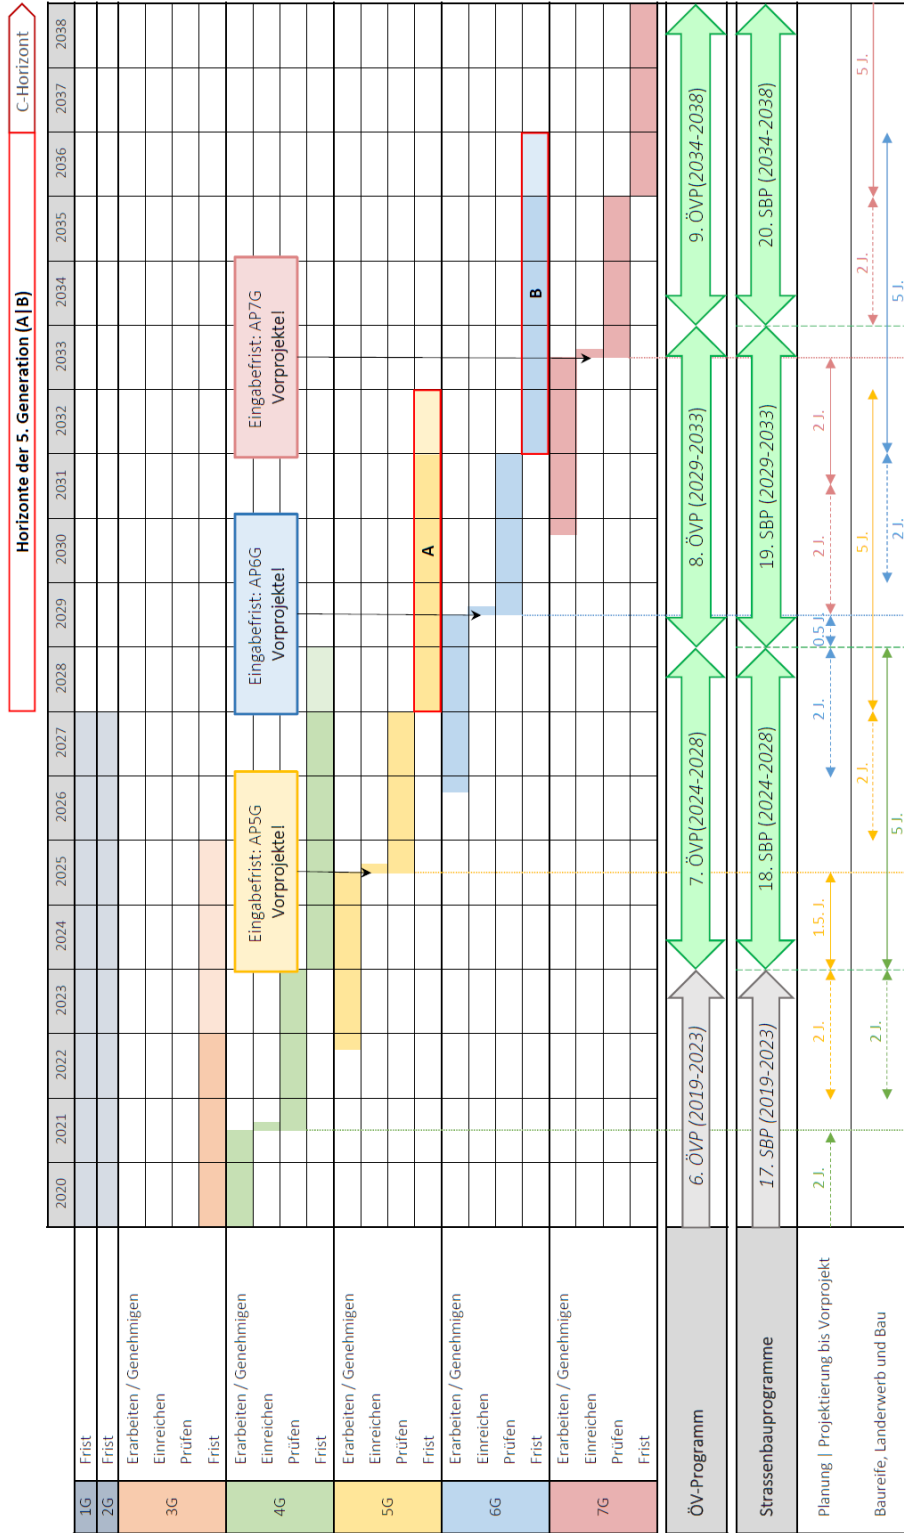 Horizonte der 5. Generation (A|B)
C-Horizont
2020 2021 2022 2023 2024 2025 2026 2027 2028 2029 2030 2031 2032 2033 2034 2035 2036 2037 2038
1G Frist
2G Frist
3G
Erarbeiten / Genehmigen
Einreichen
Prüfen
Frist
4G
Erarbeiten / Genehmigen
Einreichen
Prüfen
Frist
5G
Erarbeiten / Genehmigen
Einreichen
Prüfen
Frist
6G
Erarbeiten / Genehmigen
Einreichen
Prüfen
Frist
7G
Erarbeiten / Genehmigen
Einreichen
Prüfen
Frist
Eingabefrist: AP5G
Vorprojekte!
Eingabefrist: AP6G
Vorprojekte!
Eingabefrist: AP7G
Vorprojekte!
A
B
ÖV-Programm
6. ÖVP (2019-2023)
7. ÖVP(2024-2028)
8. ÖVP (2029-2033)
9. ÖVP(2034-2038)
Strassenbauprogramme
17. SBP (2019-2023)
18. SBP (2024-2028)
19. SBP (2029-2033)
20. SBP (2034-2038)
Planung | Projektierung bis Vorprojekt
2 J. 2 J. 1.5. J. 2 J. 0.5 J. 2 J. 2 J.
Baureife, Landerwerb und Bau
2 J. 5 J. 2 J. 5 J.
2 J. 5 J. 2 J. 5 J.